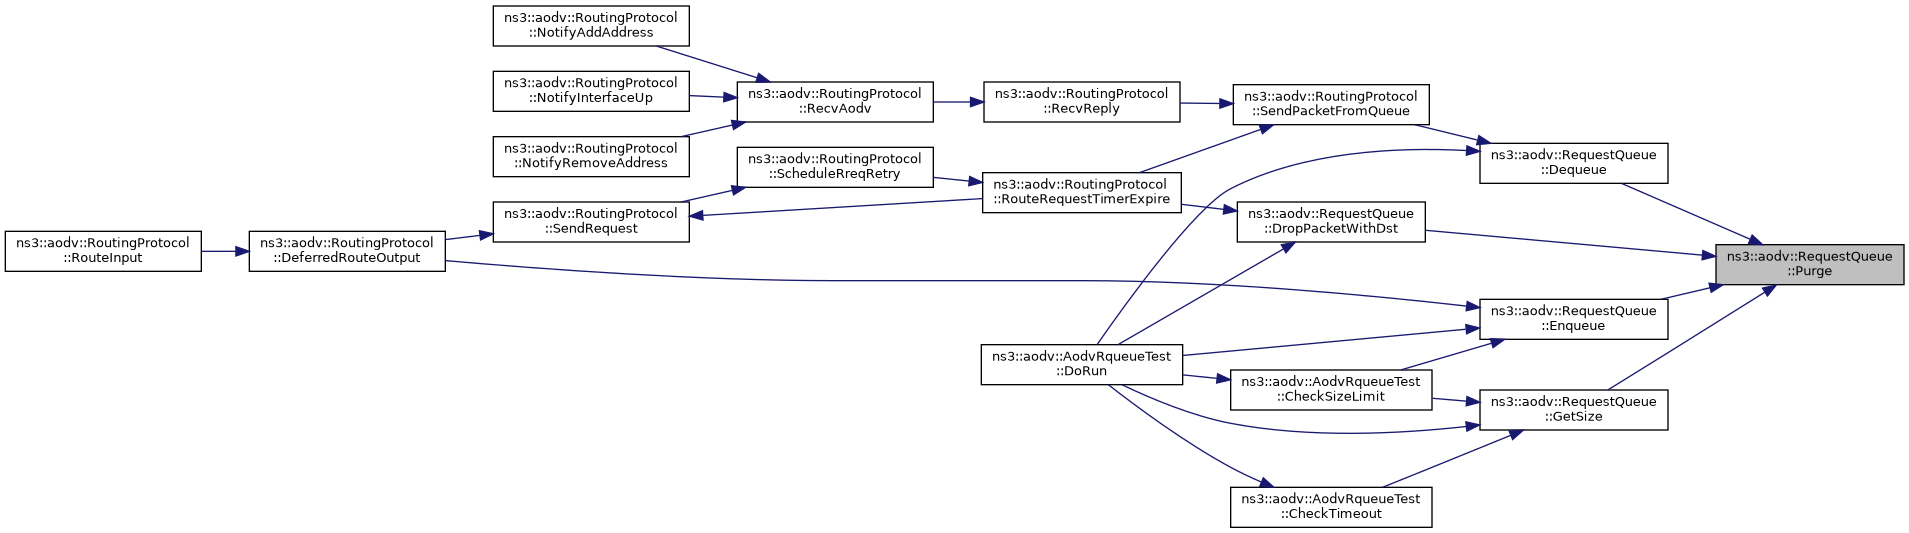 ns3::aodv::RoutingProtocol
::NotifyAddAddress
ns3::aodv::RoutingProtocol
::NotifyInterfaceUp
ns3::aodv::RoutingProtocol
::RecvAodv
ns3::aodv::RoutingProtocol
::RecvReply
ns3::aodv::RoutingProtocol
::SendPacketFromQueue
ns3::aodv::RoutingProtocol
::NotifyRemoveAddress
ns3::aodv::RoutingProtocol
::ScheduleRreqRetry
ns3::aodv::RequestQueue
::Dequeue
ns3::aodv::RoutingProtocol
::RouteRequestTimerExpire
ns3::aodv::RoutingProtocol
::SendRequest
ns3::aodv::RequestQueue
::DropPacketWithDst
ns3::aodv::RoutingProtocol
::RouteInput
ns3::aodv::RoutingProtocol
::DeferredRouteOutput
ns3::aodv::RequestQueue
::Purge
ns3::aodv::RequestQueue
::Enqueue
ns3::aodv::AodvRqueueTest
::DoRun
ns3::aodv::AodvRqueueTest
::CheckSizeLimit
ns3::aodv::RequestQueue
::GetSize
ns3::aodv::AodvRqueueTest
::CheckTimeout